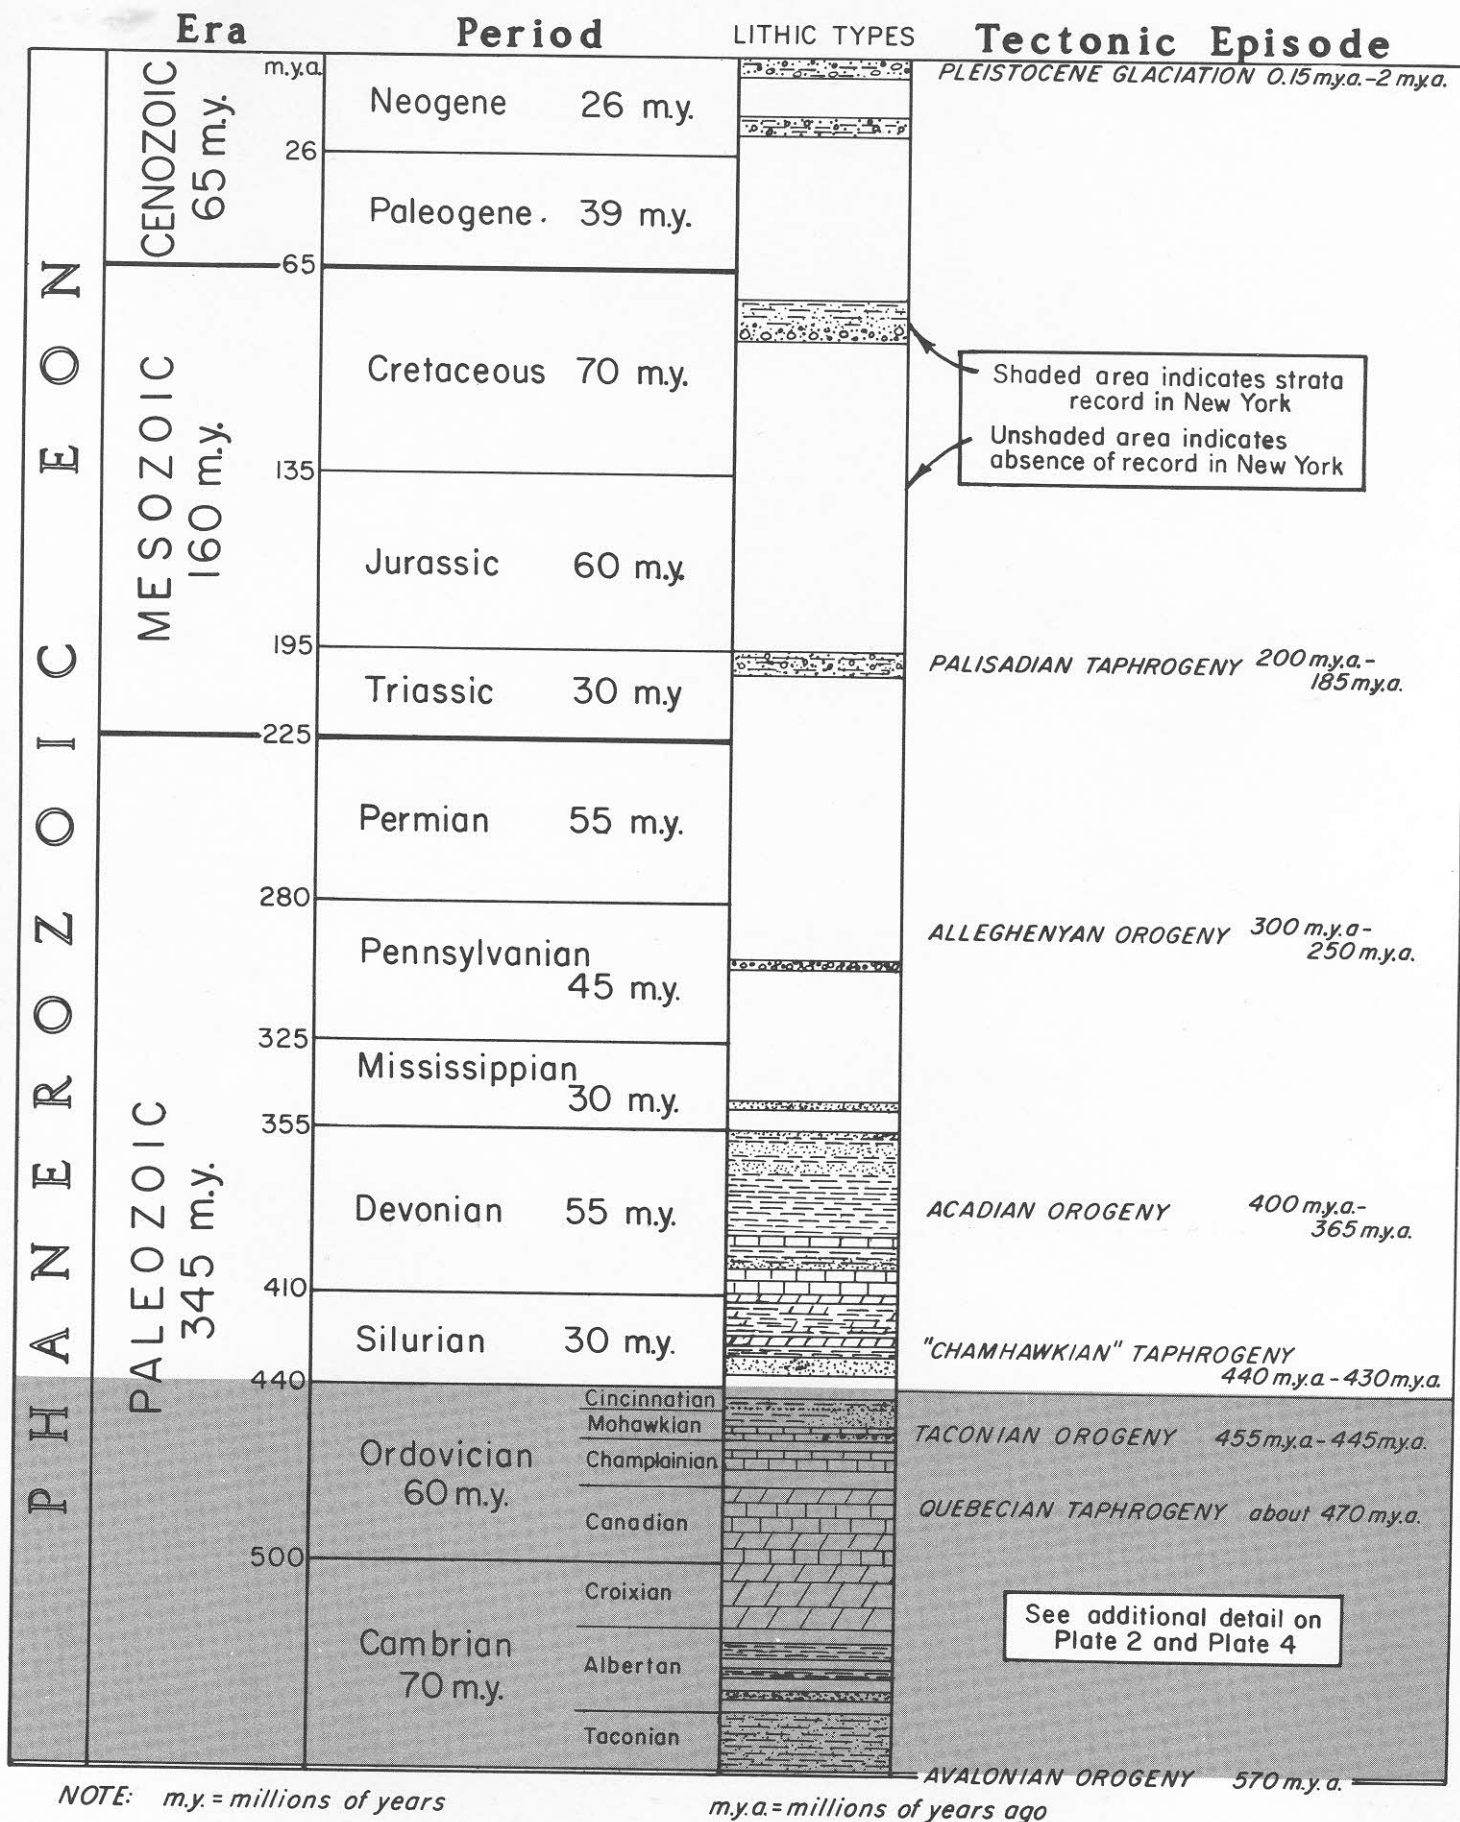 Era Period LITHIC TYPES Tectonic Episode
PHANEROZOIC EON
CENOZOIC
65 m.y.
MESOZOIC
160 m.y.
PALEOZOIC
345 m.y.
m.y.a.
26
65
135
195
225
280
325
355
410
440
500
Neogene 26 m.y.
Paleogene. 39 m.y.
Cretaceous 70 m.y.
Jurassic 60 m.y.
Triassic 30 m.y
Permian 55 m.y.
Pennsylvanian
45 m.y.
Mississippian
30 m.y.
Devonian 55 m.y.
Silurian 30 m.y.
Ordovician
60 m.y.
Cincinnatian
Mohawkian
Champlainian
Canadian
Cambrian
70 m.y.
Croixian
Albertan
Taconian
PLEISTOCENE GLACIATION 0.15 m.y.a.-2 m.y.a.
Shaded area indicates strata
record in New York
Unshaded area indicates
absence of record in New York
PALISADIAN TAPHROGENY 200 m.y.a.-
185 m.y.a.
ALLEGHENYAN OROGENY 300 m.y.a-
250 m.y.a.
ACADIAN OROGENY 400 m.y.a.-
365 m.y.a.
"CHAMHAWKIAN" TAPHROGENY
440 m.y.a-430 m.y.a.
TACONIAN OROGENY 455 m.y.a-445 m.y.a.
QUEBECIAN TAPHROGENY about 470 m.y.a.
See additional detail on
Plate 2 and Plate 4
AVALONIAN OROGENY 570 m.y.a.
NOTE: m.y. = millions of years m.y.a. = millions of years ago